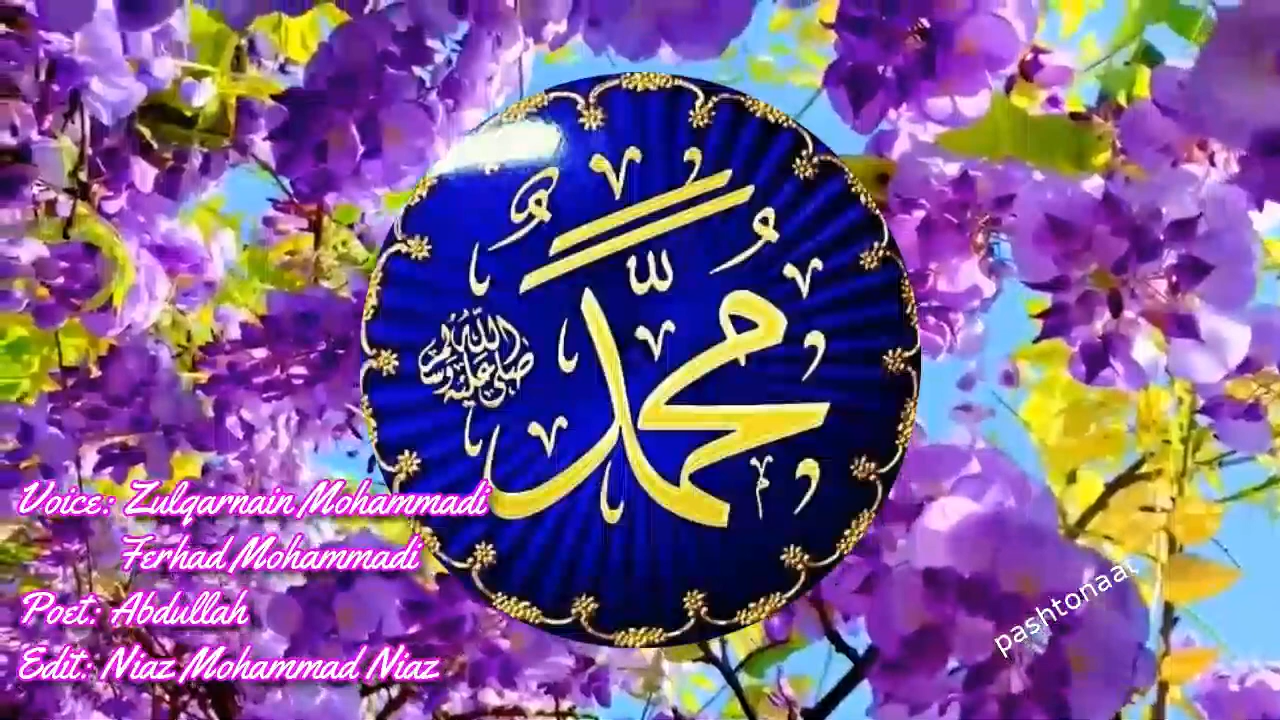 محمد
صلى الله عليه وسلم
Voice: Zulqarnain Mohammadi
Ferhad Mohammadi
Poet: Abdullah
Edit: Niaz Mohammad Niaz
pashtonaat